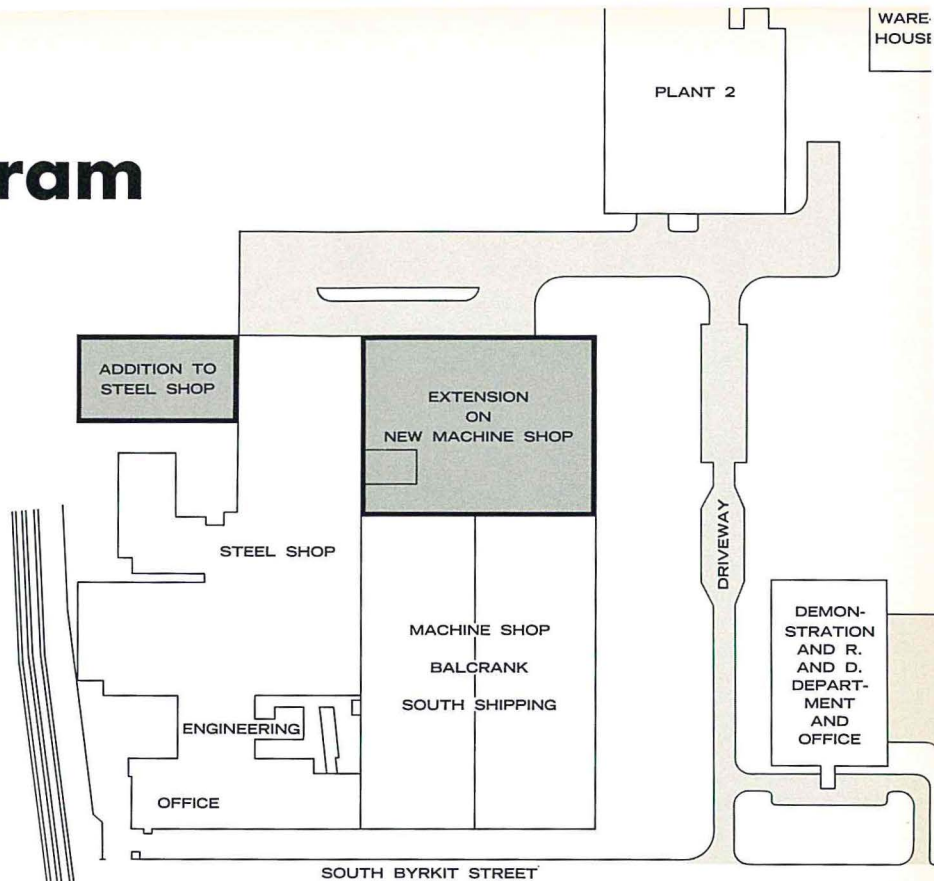 ram
WARE-
HOUSE
PLANT 2
ADDITION TO
STEEL SHOP
EXTENSION
ON
NEW MACHINE SHOP
STEEL SHOP
DRIVEWAY
MACHINE SHOP
BALCRANK
SOUTH SHIPPING
DEMON-
STRATION
AND R.
AND D.
DEPART-
MENT
AND
OFFICE
ENGINEERING
OFFICE
SOUTH BYRKIT STREET